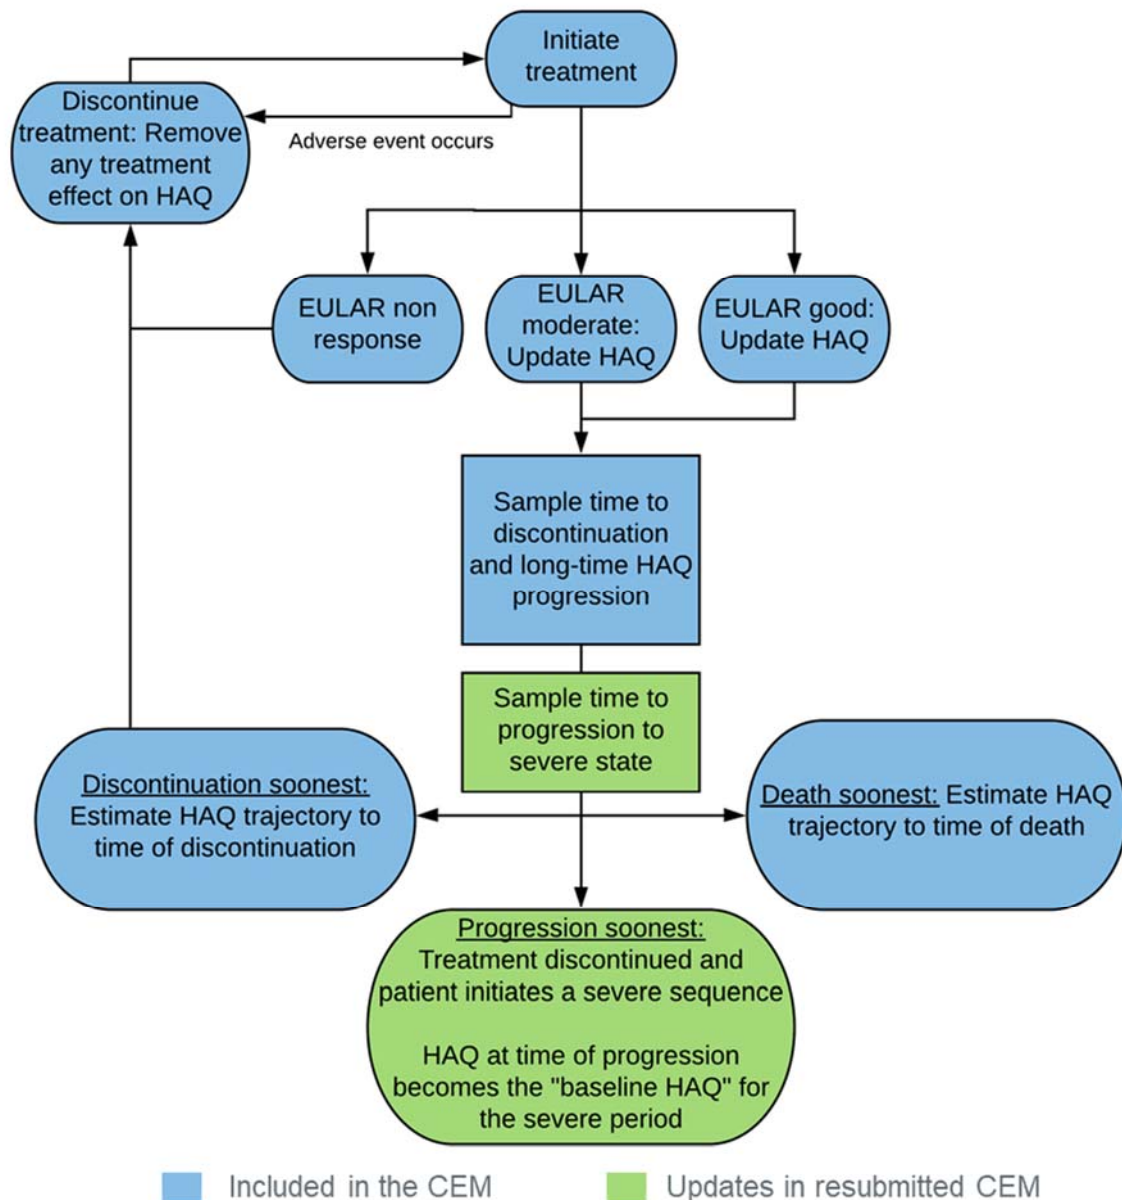 Initiate
treatment
Discontinue
treatment: Remove
any treatment
effect on HAQ
Adverse event occurs
EULAR non
response
EULAR
moderate:
Update HAQ
EULAR good:
Update HAQ
Sample time to
discontinuation
and long-time HAQ
progression
Sample time to
progression to
severe state
Discontinuation soonest:
Estimate HAQ trajectory to
time of discontinuation
Death soonest: Estimate HAQ
trajectory to time of death
Progression soonest:
Treatment discontinued and
patient initiates a severe sequence
HAQ at time of progression
becomes the "baseline HAQ" for
the severe period
Included in the CEM
Updates in resubmitted CEM